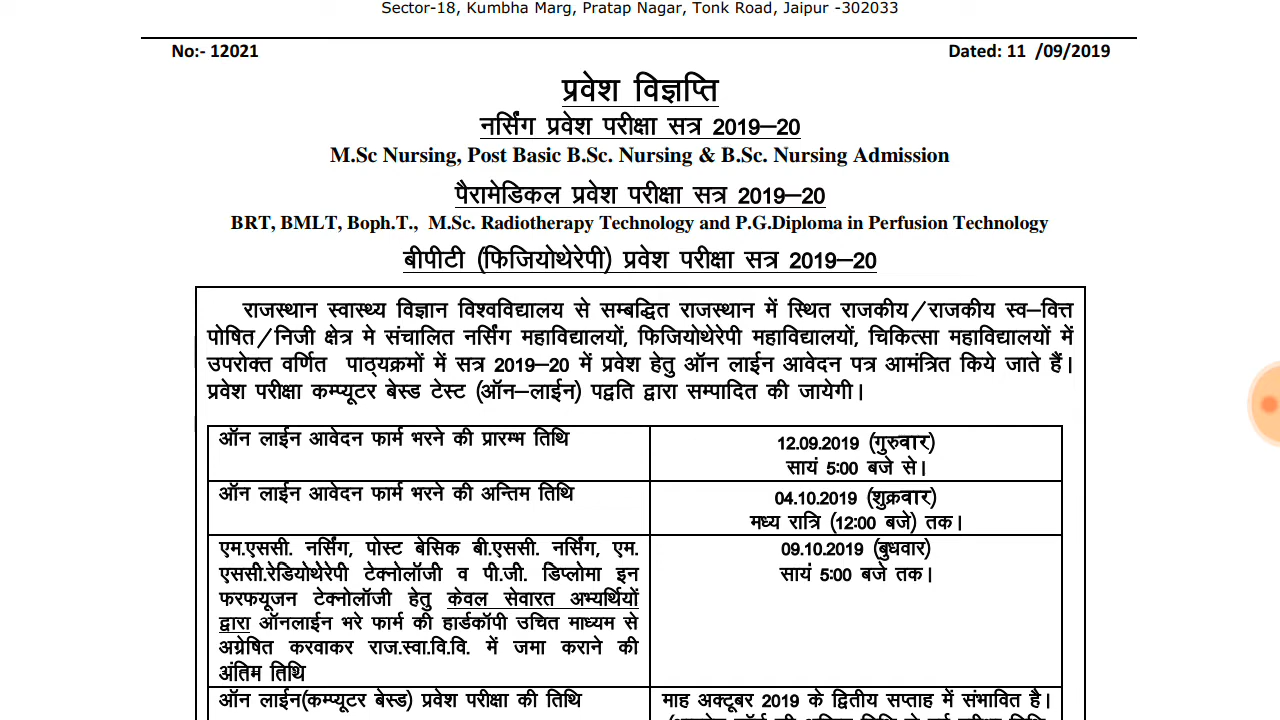 Sector-18, Kumbha Marg, Pratap Nagar, Tonk Road, Jaipur -302033
No:- 12021 Dated: 11 /09/2019
प्रवेश विज्ञप्ति
नर्सिंग प्रवेश परीक्षा सत्र 2019–20
M.Sc Nursing, Post Basic B.Sc. Nursing & B.Sc. Nursing Admission
पैरामेडिकल प्रवेश परीक्षा सत्र 2019–20
BRT, BMLT, Boph.T., M.Sc. Radiotherapy Technology and P.G.Diploma in Perfusion Technology
बीपीटी (फिजियोथेरेपी) प्रवेश परीक्षा सत्र 2019–20
राजस्थान स्वास्थ्य विज्ञान विश्वविद्यालय से सम्बद्धित राजस्थान में स्थित राजकीय/राजकीय स्व–वित्त
पोषित/निजी क्षेत्र मे संचालित नर्सिंग महाविद्यालयों, फिजियोथेरेपी महाविद्यालयों, चिकित्सा महाविद्यालयों में
उपरोक्त वर्णित पाठ्यक्रमों में सत्र 2019–20 में प्रवेश हेतु ऑन लाईन आवेदन पत्र आमंत्रित किये जाते हैं।
प्रवेश परीक्षा कम्प्यूटर बेस्ड टेस्ट (ऑन–लाईन) पद्वति द्वारा सम्पादित की जायेगी।
ऑन लाईन आवेदन फार्म भरने की प्रारम्भ तिथि
12.09.2019 (गुरुवार)
सायं 5:00 बजे से।
ऑन लाईन आवेदन फार्म भरने की अन्तिम तिथि
04.10.2019 (शुक्रवार)
मध्य रात्रि (12:00 बजे) तक।
एम.एससी. नर्सिंग, पोस्ट बेसिक बी.एससी. नर्सिंग, एम.
एससी.रेडियोथेरेपी टेक्नोलॉजी व पी.जी. डिप्लोमा इन
फरफयूजन टेक्नोलॉजी हेतु केवल सेवारत अभ्यर्थियों
द्वारा ऑनलाईन भरे फार्म की हार्डकॉपी उचित माध्यम से
अग्रेषित करवाकर राज.स्वा.वि.वि. में जमा कराने की
अंतिम तिथि
09.10.2019 (बुधवार)
सायं 5:00 बजे तक।
ऑन लाईन(कम्प्यूटर बेस्ड) प्रवेश परीक्षा की तिथि
माह अक्टूबर 2019 के द्वितीय सप्ताह में संभावित है।